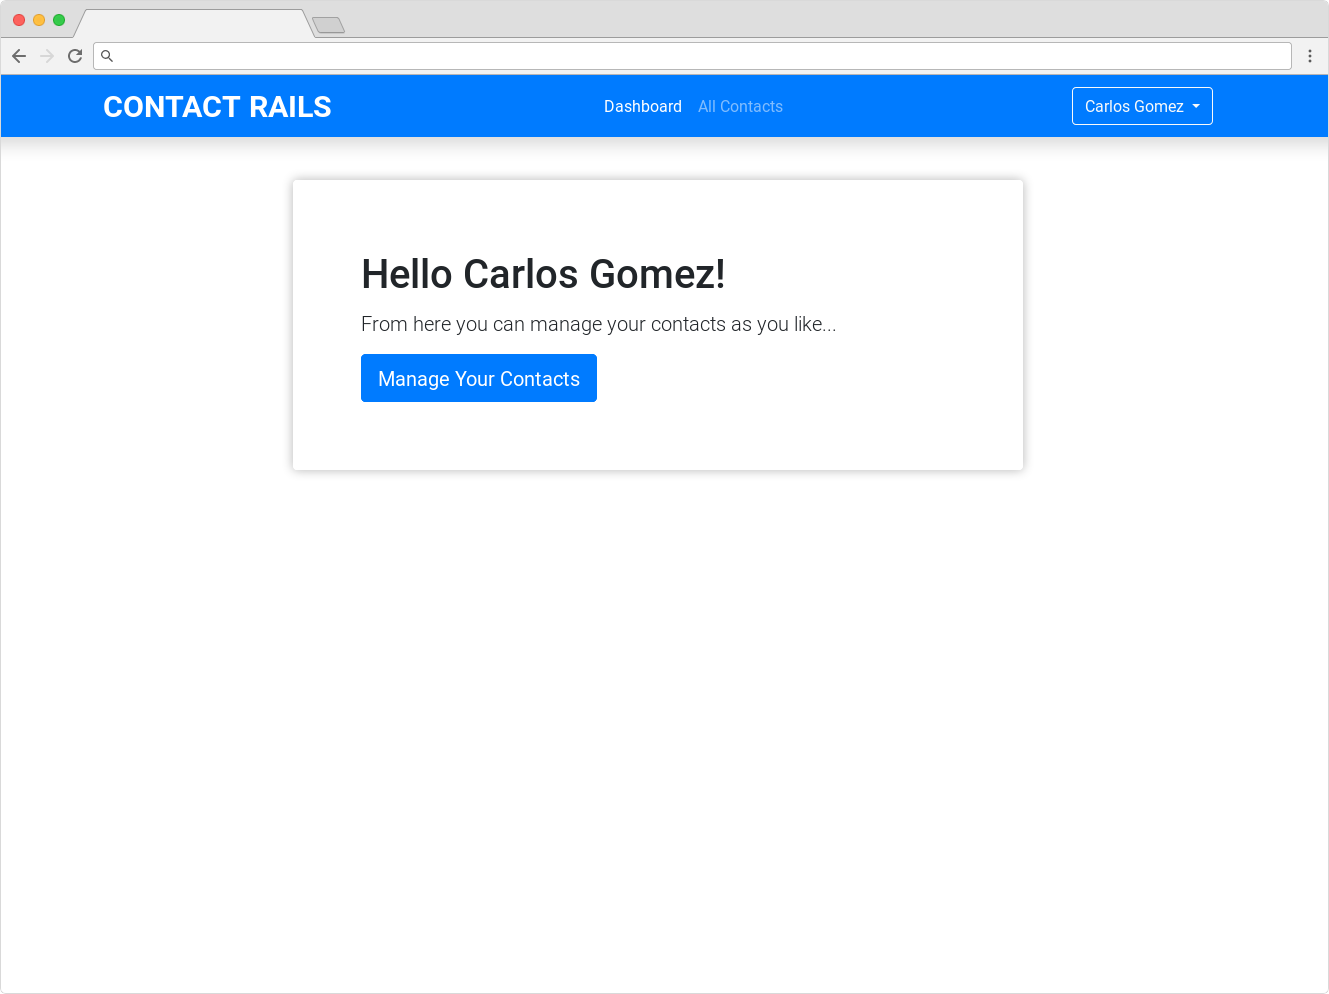 CONTACT RAILS
Dashboard All Contacts
Carlos Gomez
Hello Carlos Gomez!
From here you can manage your contacts as you like...
Manage Your Contacts